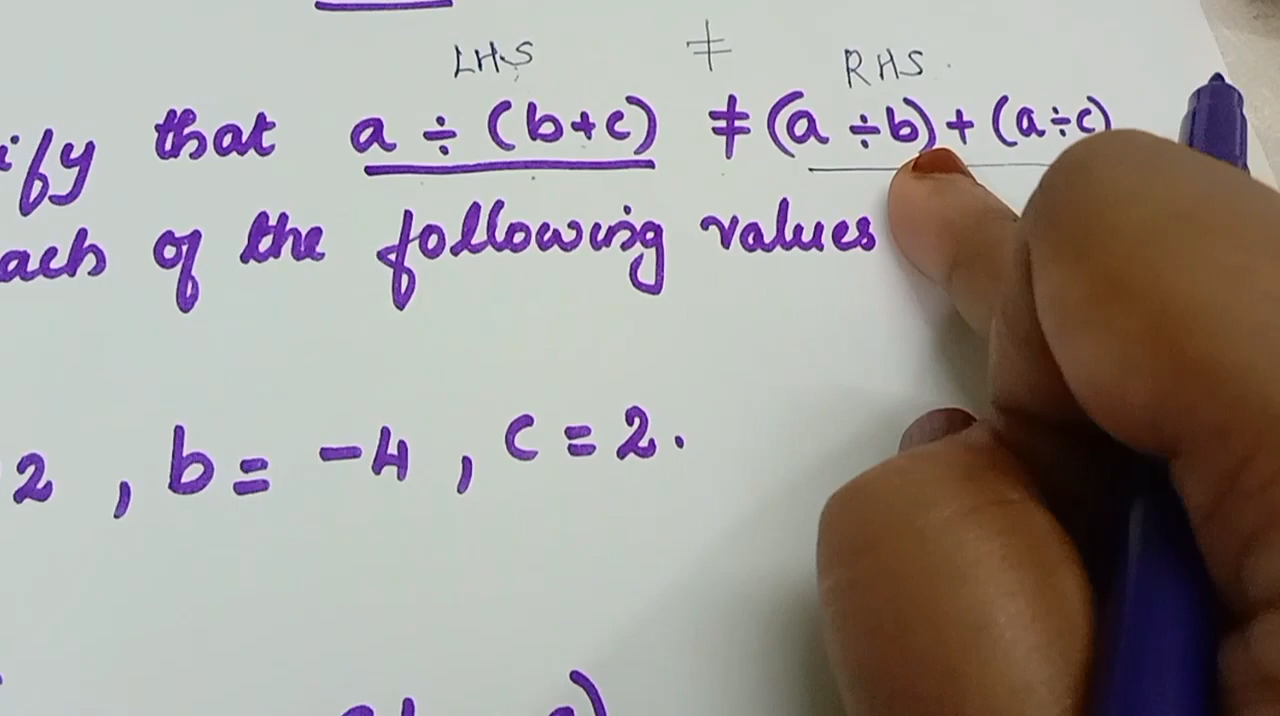 LHS ≠ RHS
ify that a ÷ (b+c) ≠ (a ÷b) + (a÷c)
ach of the following values
2 , b = -4 , c = 2.